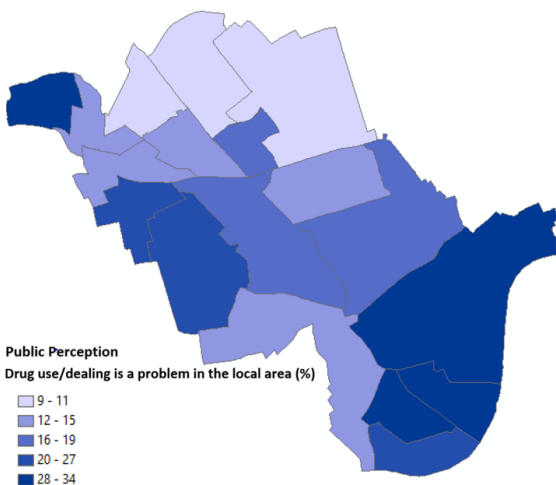 Public Perception
Drug use/dealing is a problem in the local area (%)
9 - 11
12 - 15
16 - 19
20 - 27
28 - 34